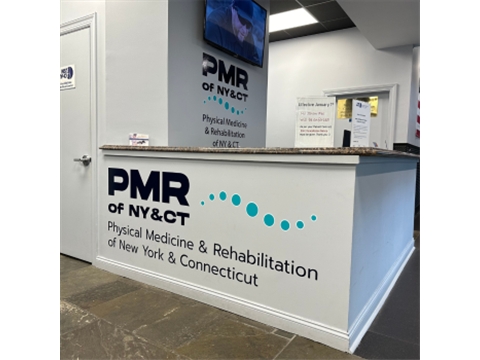 PMR
of NY&CT
Physical Medicine
& Rehabilitation
of NY & CT
PMR
of NY&CT
Physical Medicine & Rehabilitation
of New York & Connecticut